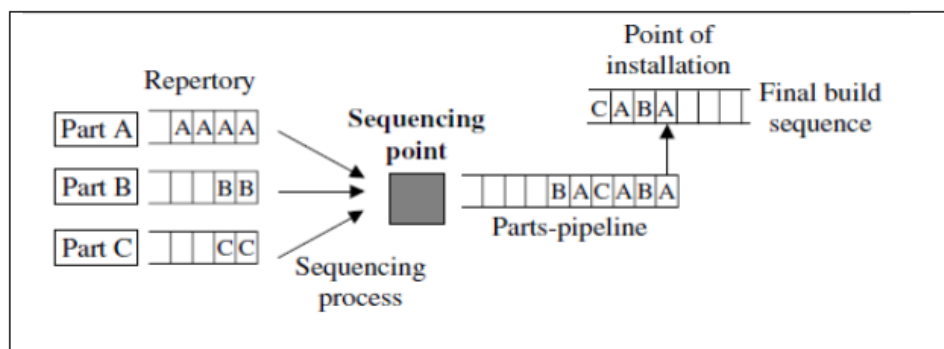 Point of
installation
Repertory
Final build
sequence
C A B A
Part A
A A A A
Sequencing
point
Part B
B B
B A C A B A
Parts-pipeline
Part C
C C
Sequencing
process